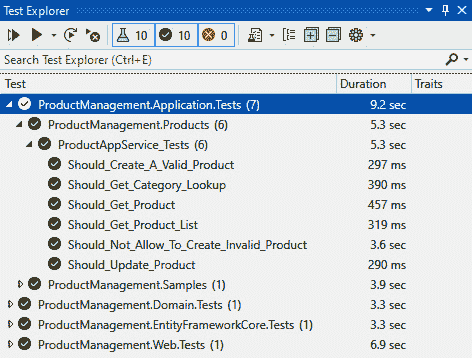 Test Explorer
10 10 0
Search Test Explorer (Ctrl+E)
Test Duration Traits
ProductManagement.Application.Tests (7) 9.2 sec
ProductManagement.Products (6) 5.3 sec
ProductAppService_Tests (6) 5.3 sec
Should_Create_A_Valid_Product 297 ms
Should_Get_Category_Lookup 390 ms
Should_Get_Product 457 ms
Should_Get_Product_List 319 ms
Should_Not_Allow_To_Create_Invalid_Product 3.6 sec
Should_Update_Product 290 ms
ProductManagement.Samples (1) 3.9 sec
ProductManagement.Domain.Tests (1) 3.3 sec
ProductManagement.EntityFrameworkCore.Tests (1) 3.3 sec
ProductManagement.Web.Tests (1) 6.9 sec